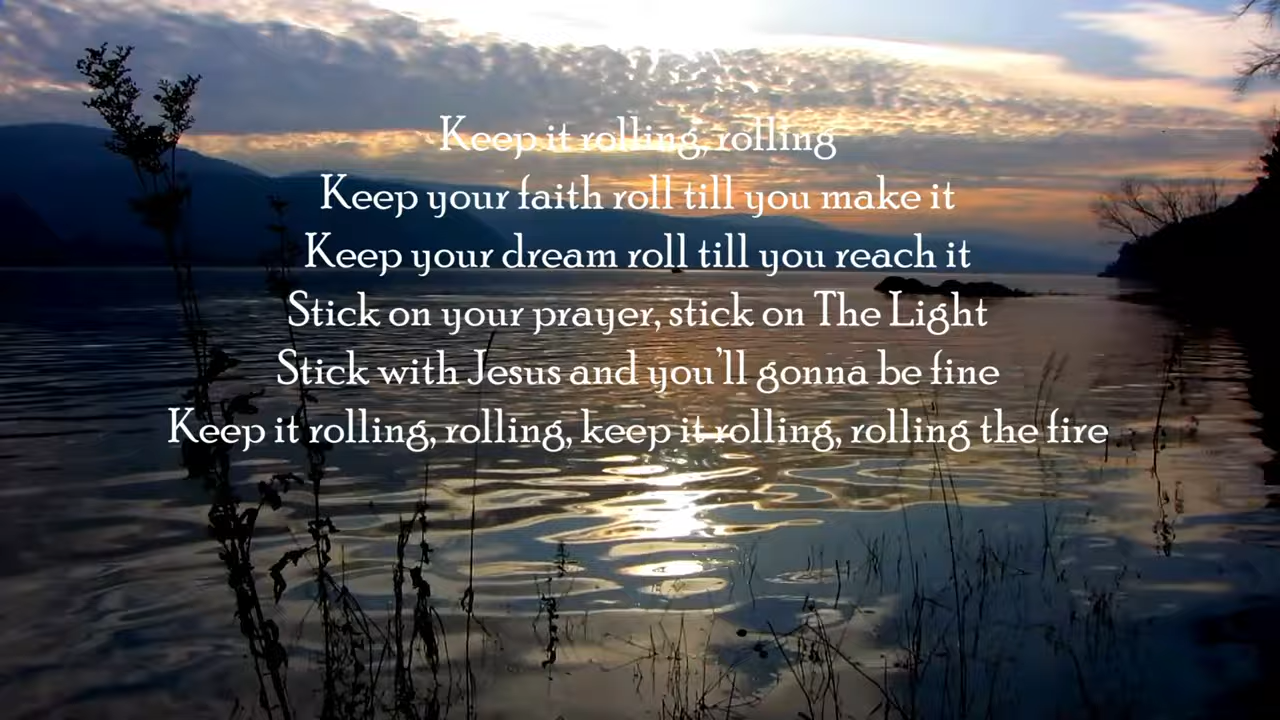 Keep it rolling, rolling
Keep your faith roll till you make it
Keep your dream roll till you reach it
Stick on your prayer, stick on The Light
Stick with Jesus and you'll gonna be fine
Keep it rolling, rolling, keep it rolling, rolling the fire